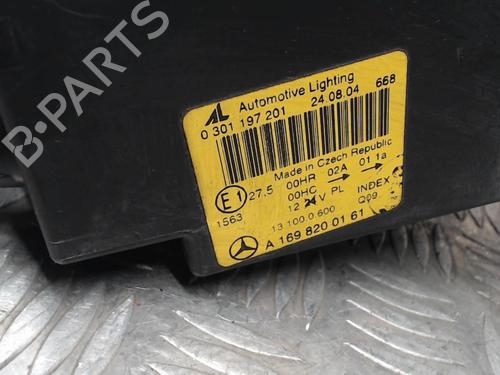 AL Automotive Lighting
0 301 197 201 24.08.04 668
Made in Czech Republic
E1 27,5 00HR 02A 01 1a
00HC
1563 12 V PL INDEX
13 100 0 600 Q09
A 169 820 01 61
B-PARTS